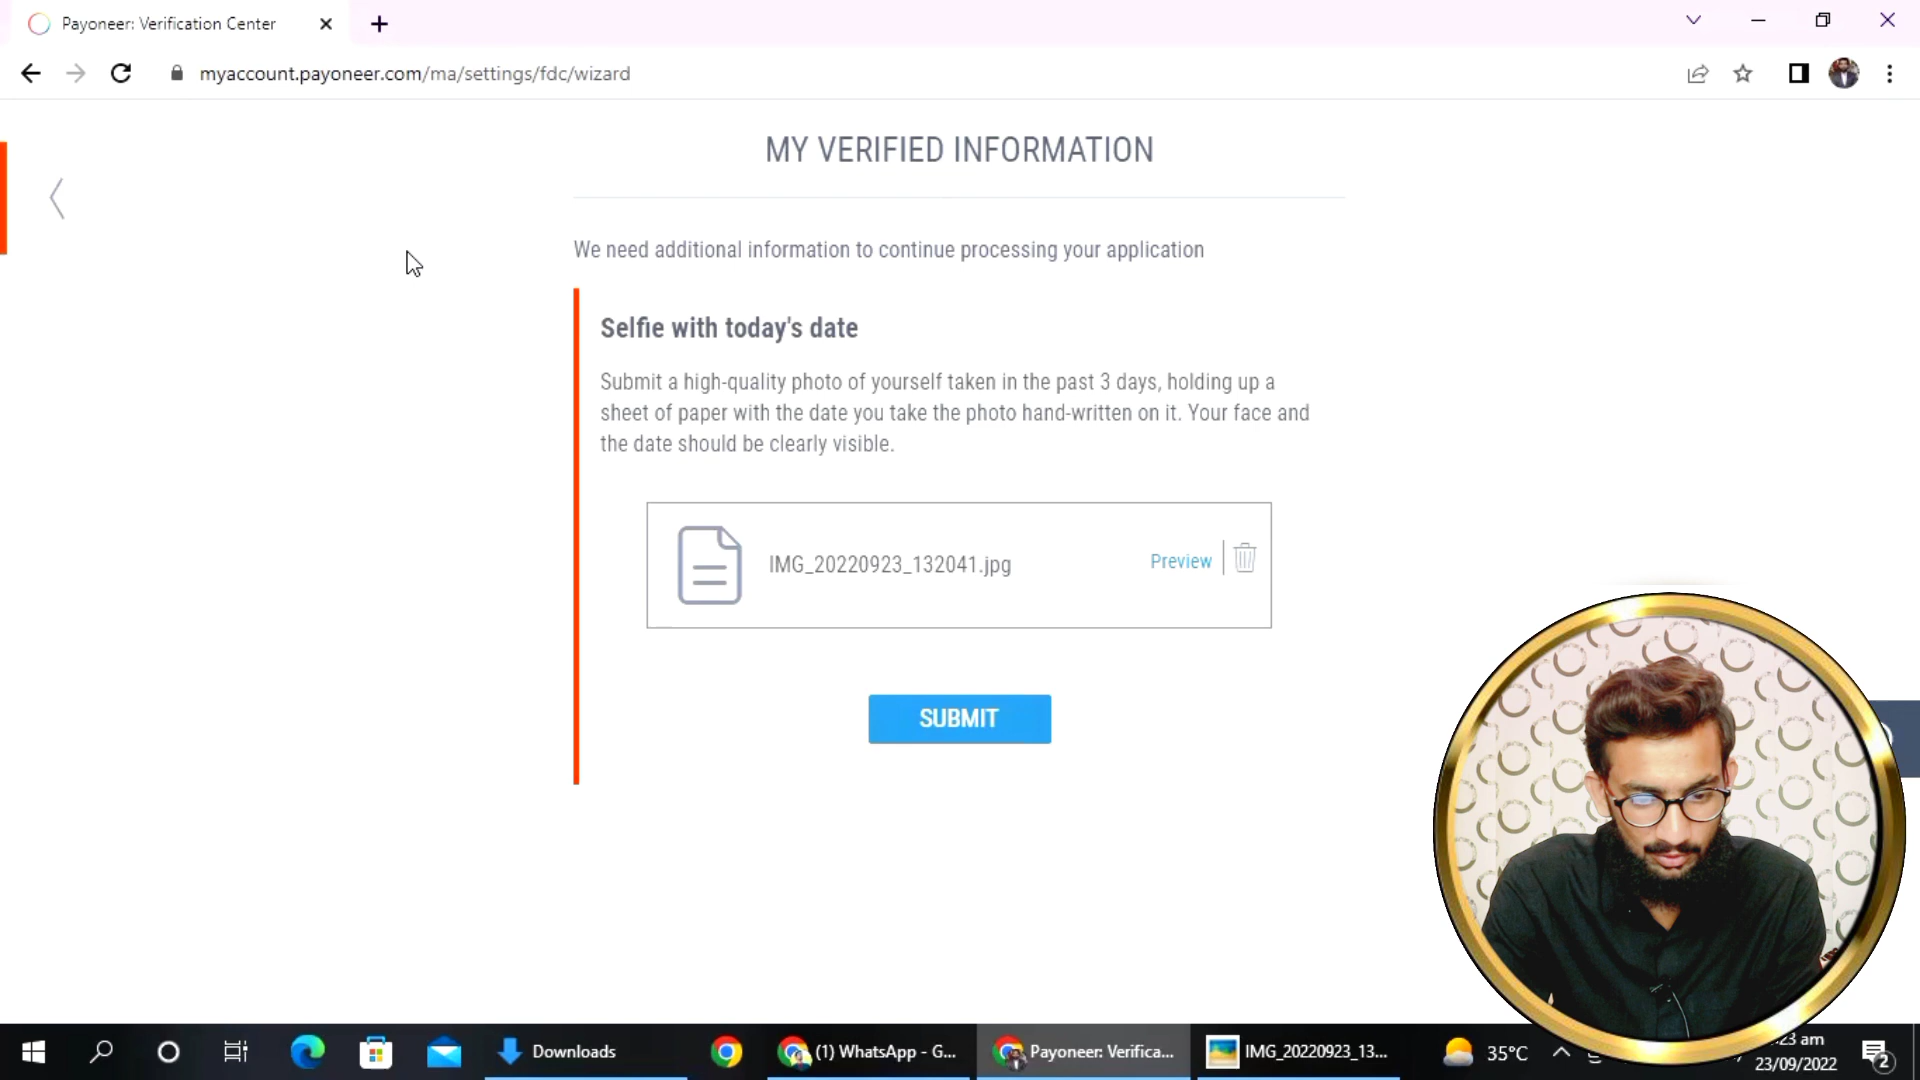 Payoneer: Verification Center
myaccount.payoneer.com/ma/settings/fdc/wizard
MY VERIFIED INFORMATION
We need additional information to continue processing your application
Selfie with today's date
Submit a high-quality photo of yourself taken in the past 3 days, holding up a
sheet of paper with the date you take the photo hand-written on it. Your face and
the date should be clearly visible.
IMG_20220923_132041.jpg
Preview
SUBMIT
Downloads
(1) WhatsApp - G...
Payoneer: Verifica...
IMG_20220923_13...
35°C
:23 am
23/09/2022
2